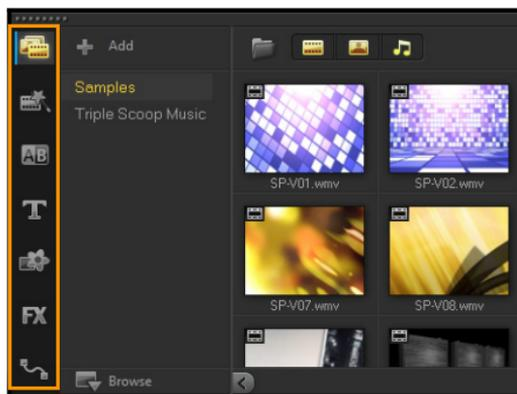 Add
Samples
Triple Scoop Music
SP-V01.wmv
SP-V02.wmv
AB
T
SP-V07.wmv
SP-V08.wmv
FX
Browse